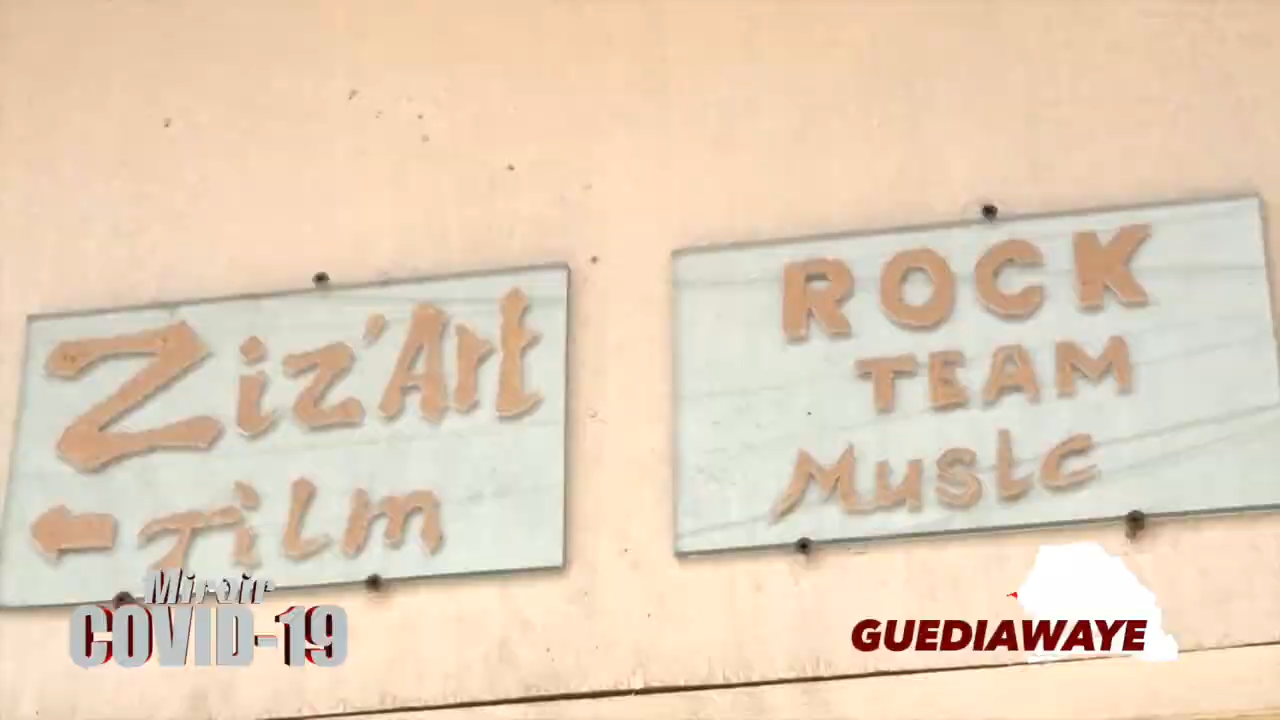 Ziz'Art
Film
ROCK
TEAM
Music
Miroir
COVID-19
GUEDIAWAYE